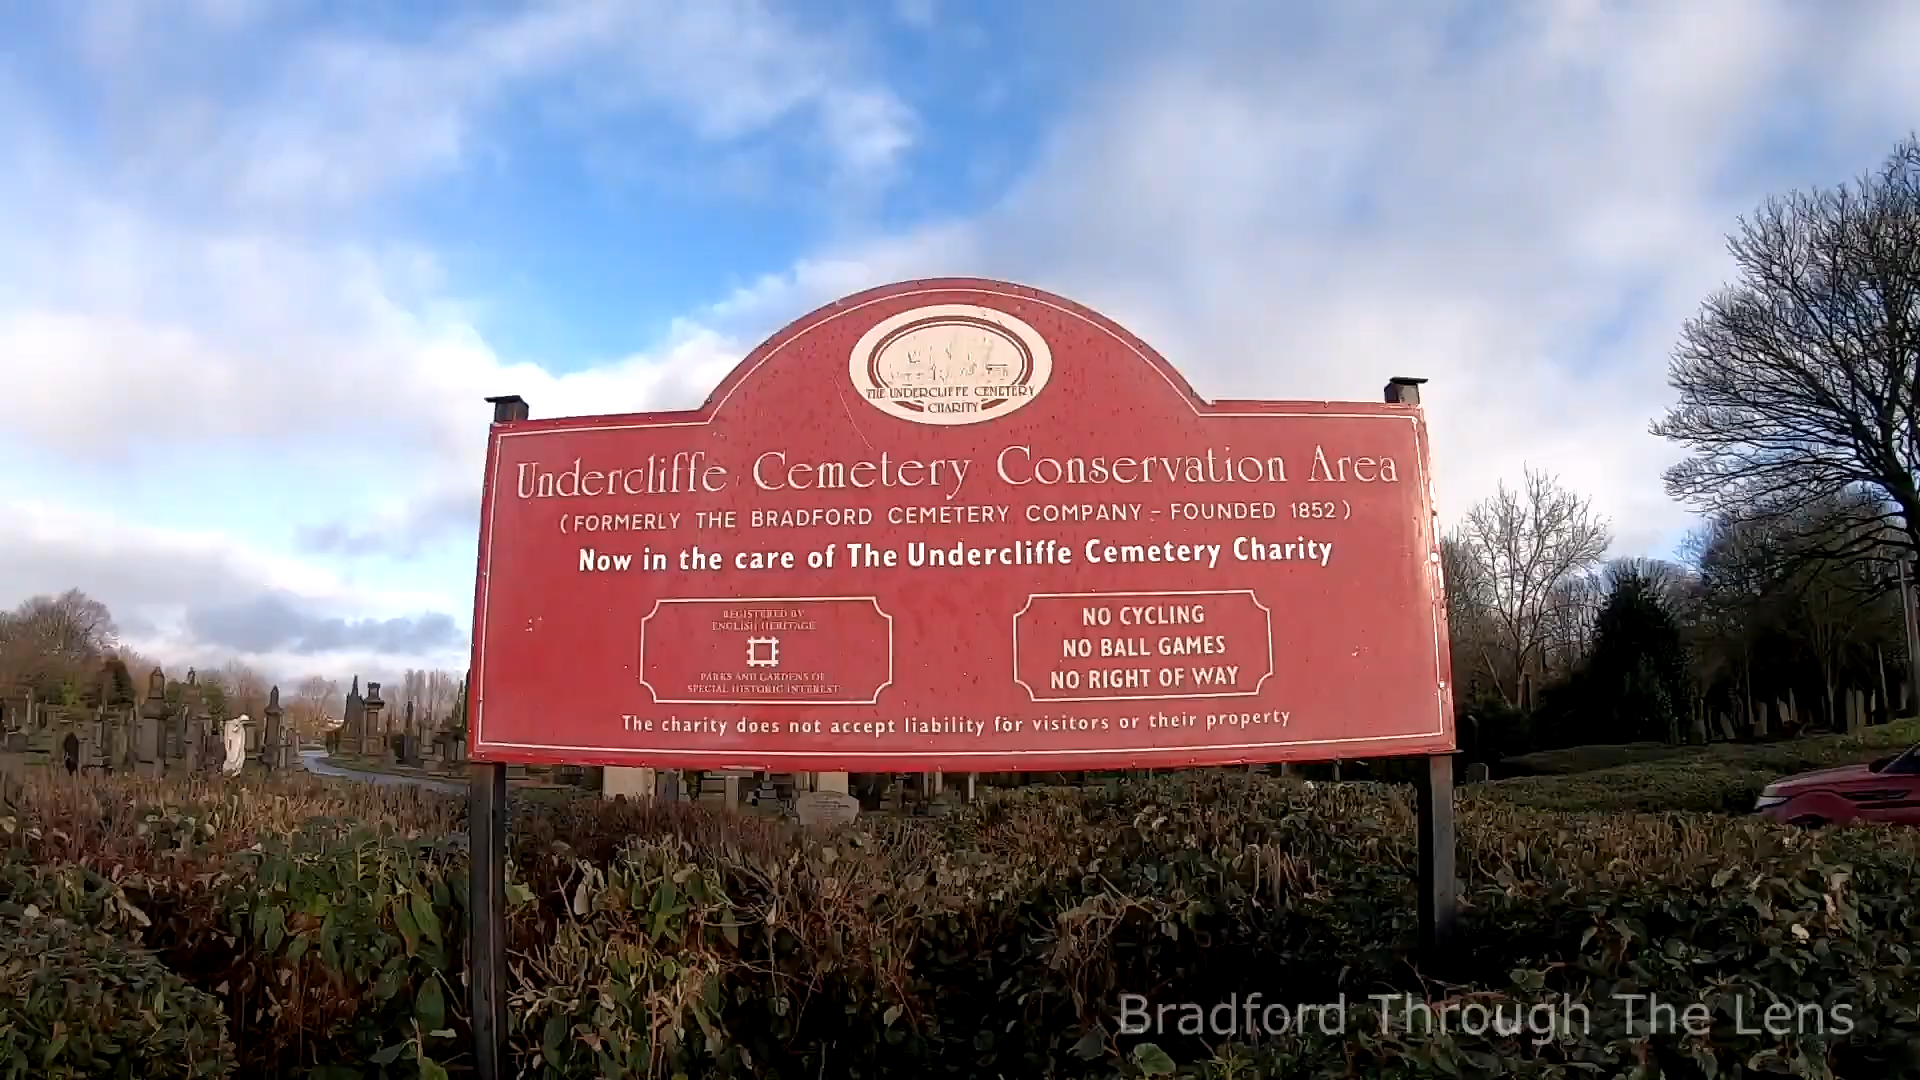 THE UNDERCLIFFE CEMETERY
CHARITY
Undercliffe Cemetery Conservation Area
(FORMERLY THE BRADFORD CEMETERY COMPANY - FOUNDED 1852)
Now in the care of The Undercliffe Cemetery Charity
REGISTERED BY
ENGLISH HERITAGE
PARKS AND GARDENS OF
SPECIAL HISTORIC INTEREST
NO CYCLING
NO BALL GAMES
NO RIGHT OF WAY
The charity does not accept liability for visitors or their property
Bradford Through The Lens